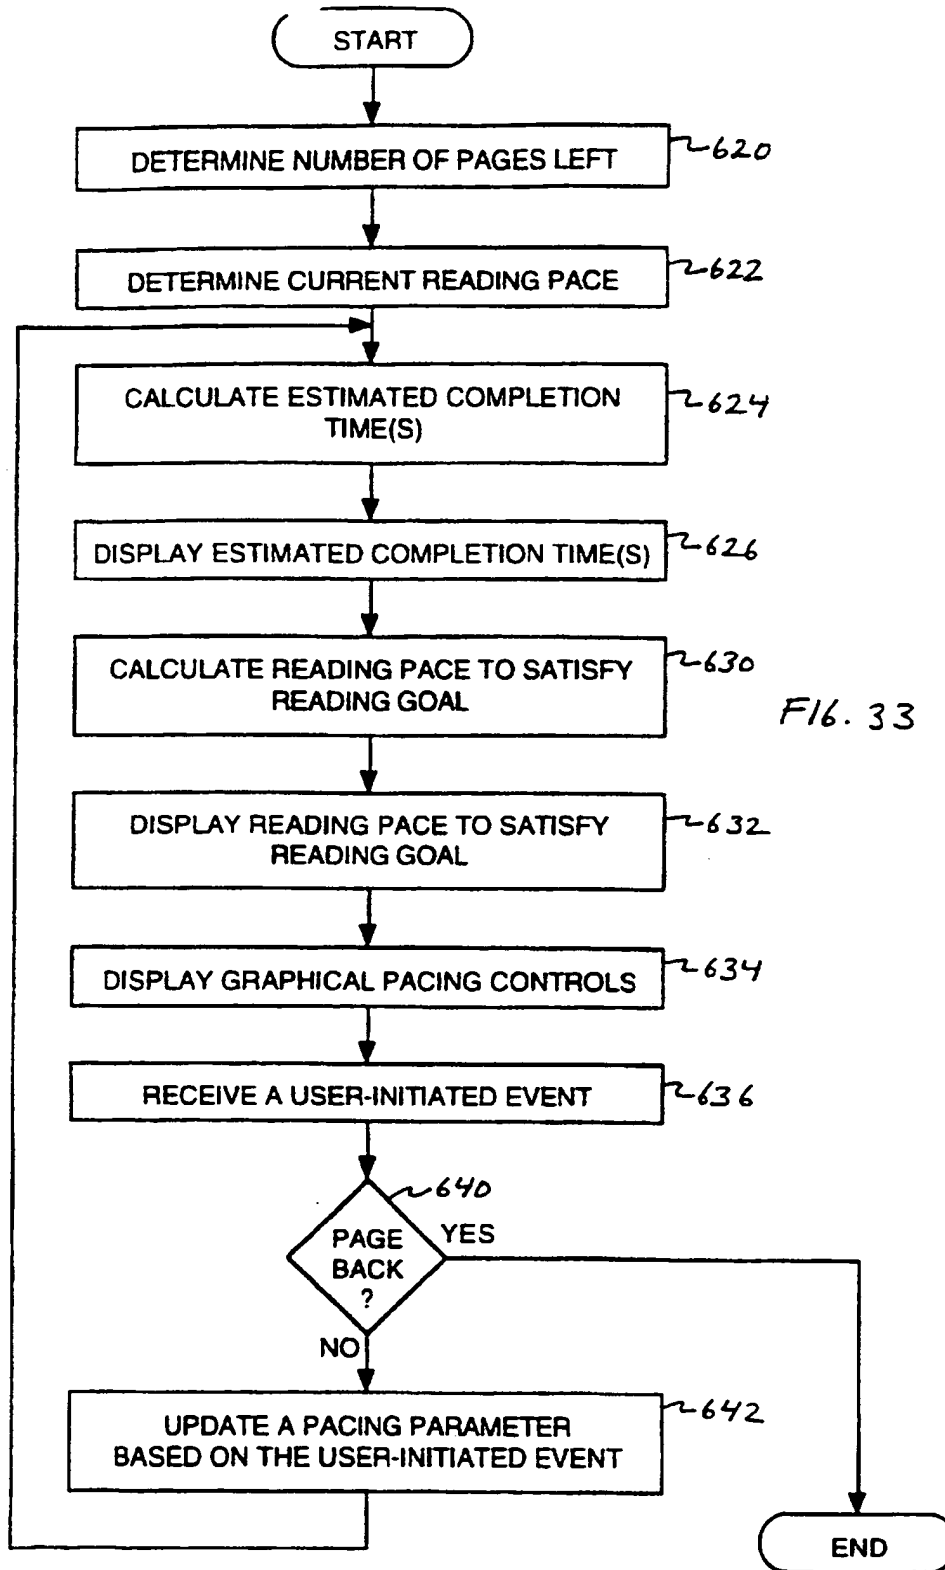 START
DETERMINE NUMBER OF PAGES LEFT
620
DETERMINE CURRENT READING PACE
622
CALCULATE ESTIMATED COMPLETION
TIME(S)
624
DISPLAY ESTIMATED COMPLETION TIME(S)
626
CALCULATE READING PACE TO SATISFY
READING GOAL
630
FIG. 33
DISPLAY READING PACE TO SATISFY
READING GOAL
632
DISPLAY GRAPHICAL PACING CONTROLS
634
RECEIVE A USER-INITIATED EVENT
636
640
PAGE
BACK
?
YES
NO
UPDATE A PACING PARAMETER
BASED ON THE USER-INITIATED EVENT
642
END